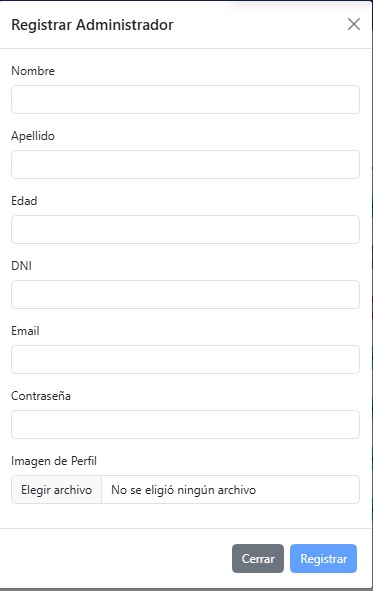 Registrar Administrador
Nombre
Apellido
Edad
DNI
Email
Contraseña
Imagen de Perfil
Elegir archivo No se eligió ningún archivo
Cerrar Registrar